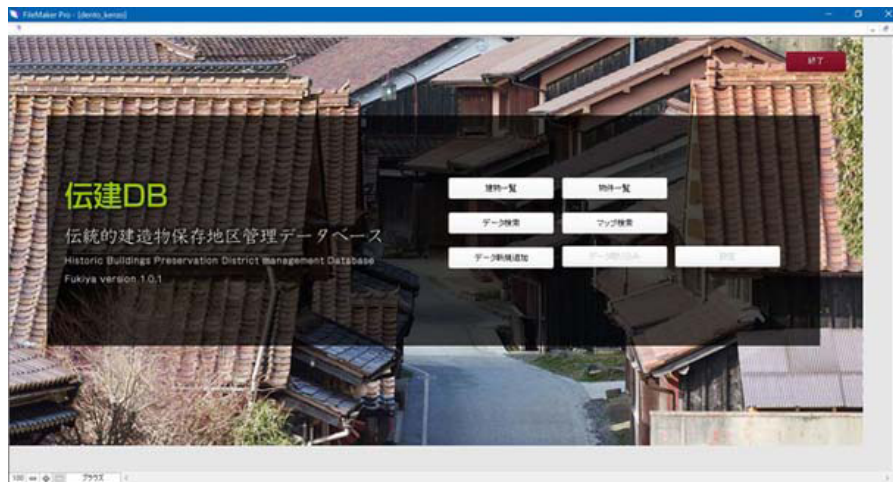 FileMaker Pro - [dento_kenzo]
終了
伝建DB
伝統的建造物保存地区管理データベース
Historic Buildings Preservation District management Database
Fukiya version 1.0.1
建物一覧
物件一覧
データ検索
マップ検索
データ新規追加
設定
100
ブラウズ